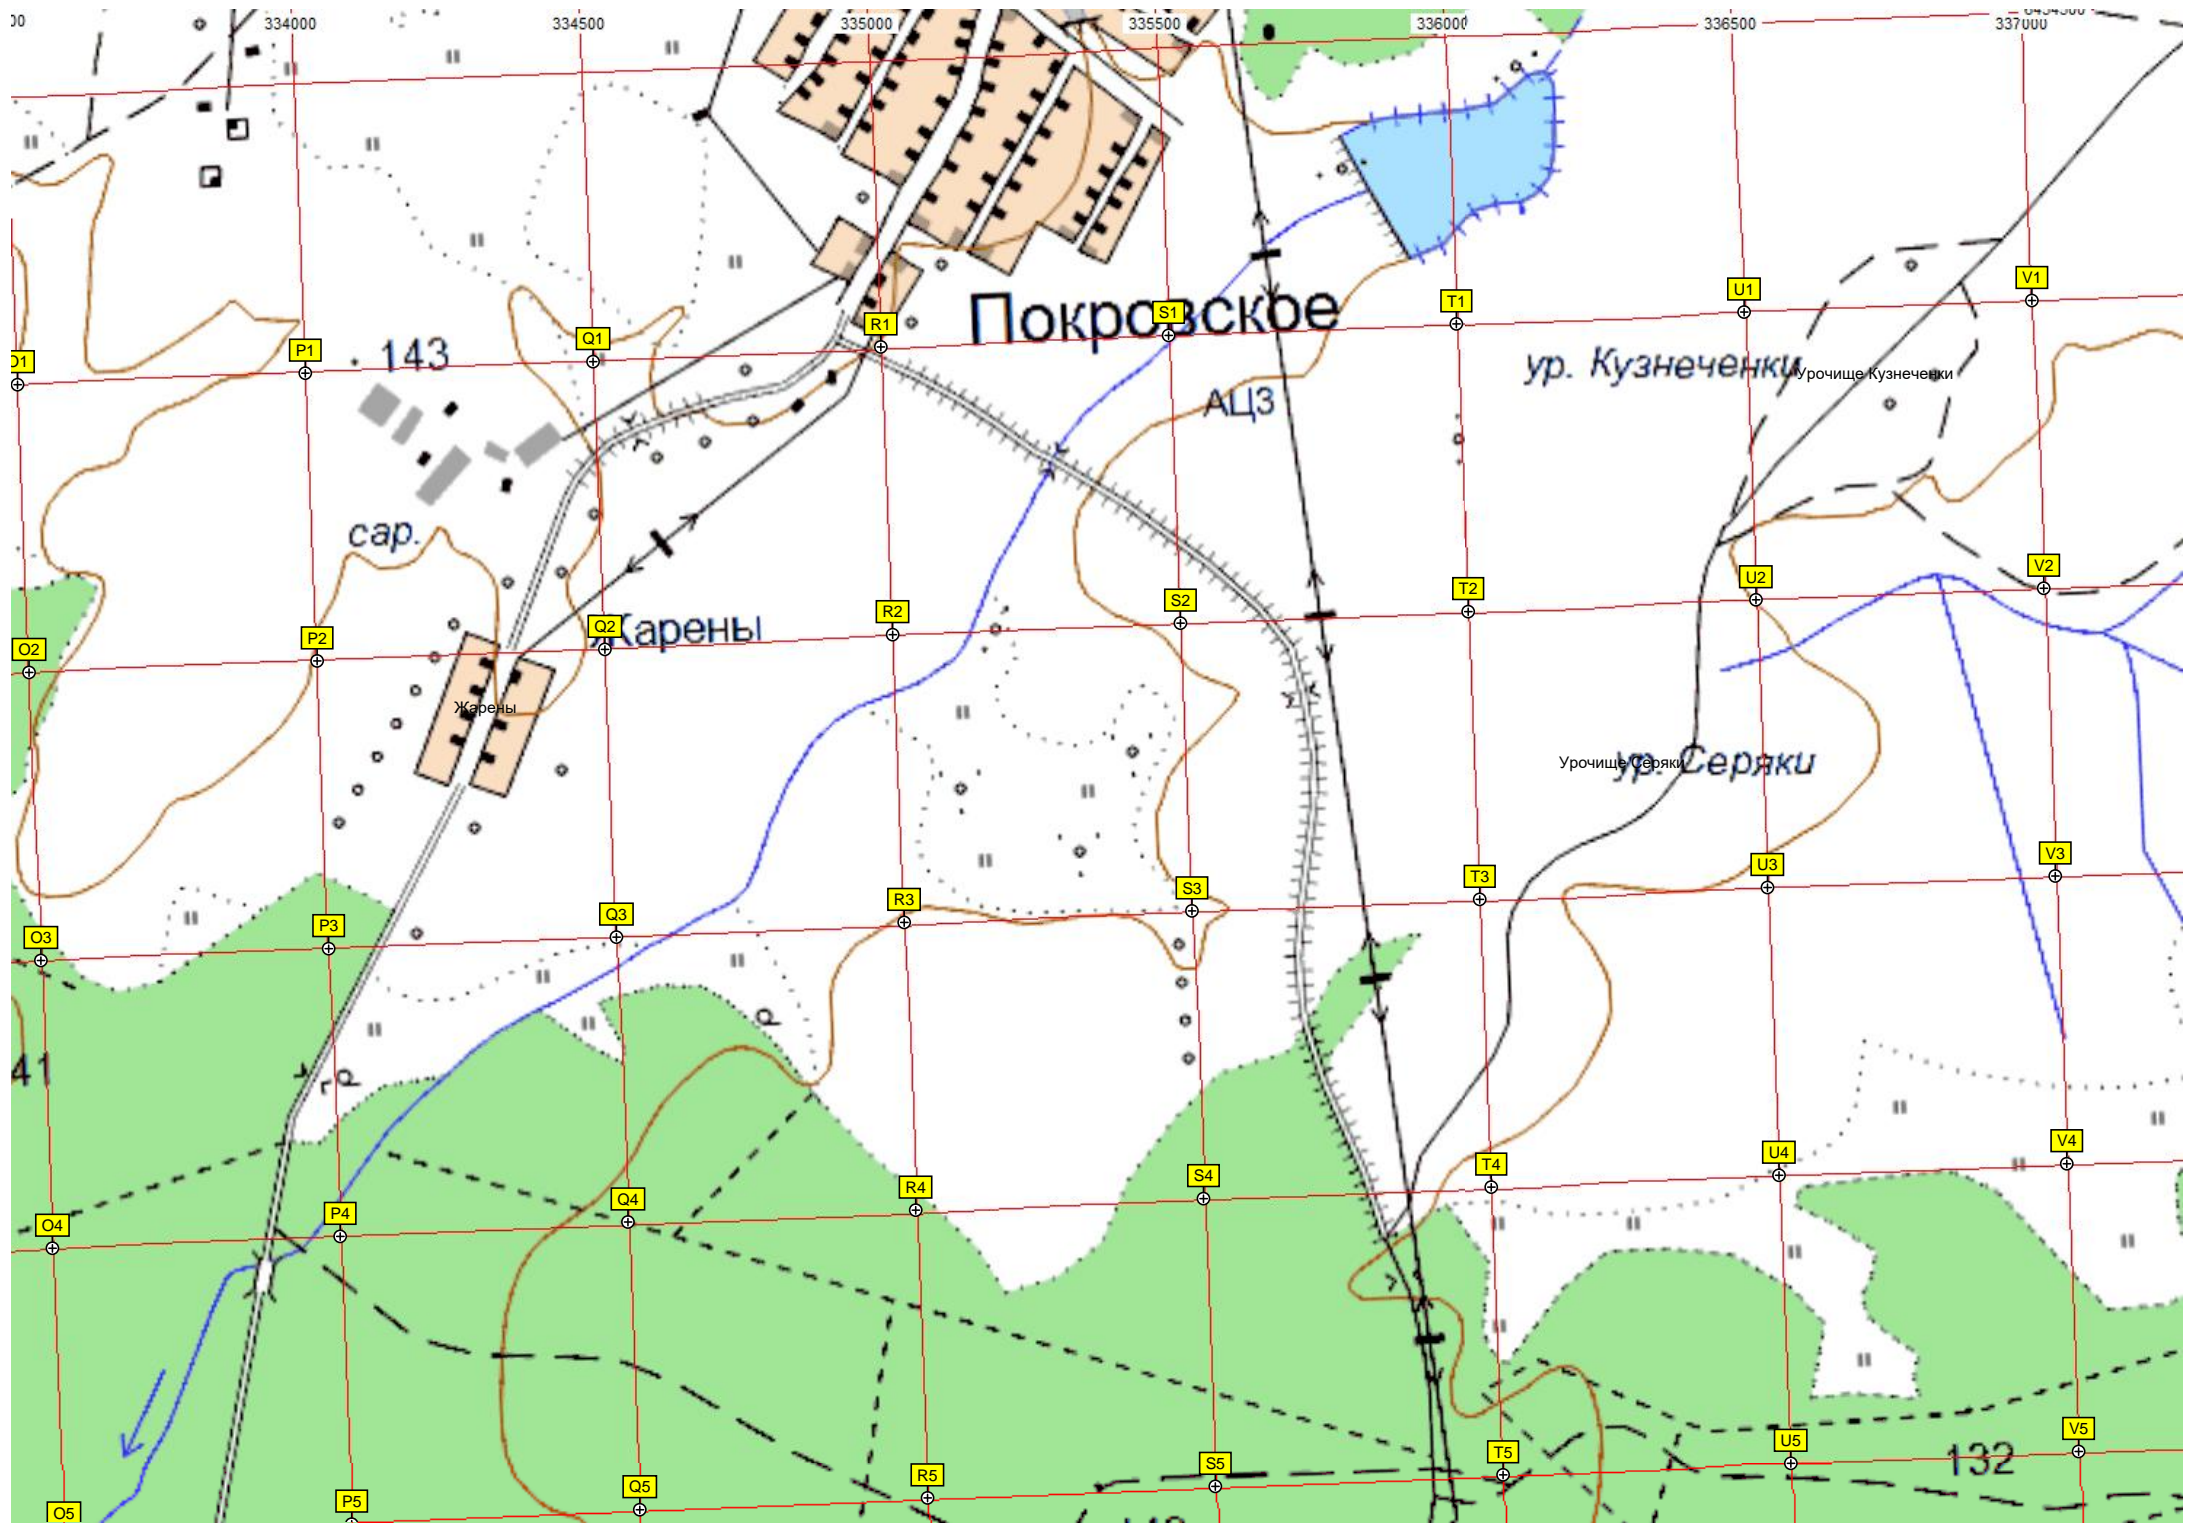 334000 334500 335000 335500 336000 336500 337000
V1
U1
T1
Покровское
S1
R1
Q1
P1
143
ур. Кузнеченки
Урочище Кузнеченки
АЦЗ
сар.
V2
U2
T2
S2
R2
Q2
Жарены
P2
O2
Жарены
Урочище Серяки
ур. Серяки
V3
U3
T3
S3
R3
Q3
P3
O3
41
V4
U4
T4
S4
R4
Q4
P4
O4
V5
U5
132
T5
S5
R5
Q5
P5
O5